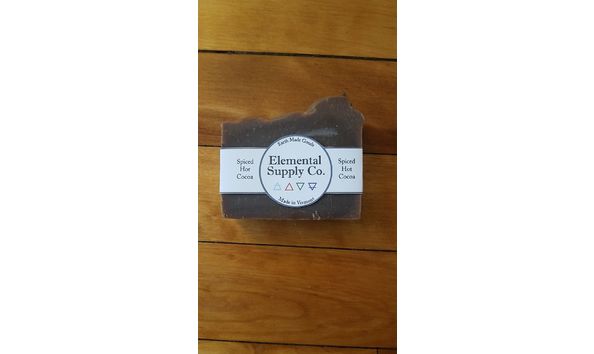 Earth Made Goods
Elemental
Supply Co.
Made in Vermont
Spiced
Hot
Cocoa
Spiced
Hot
Cocoa